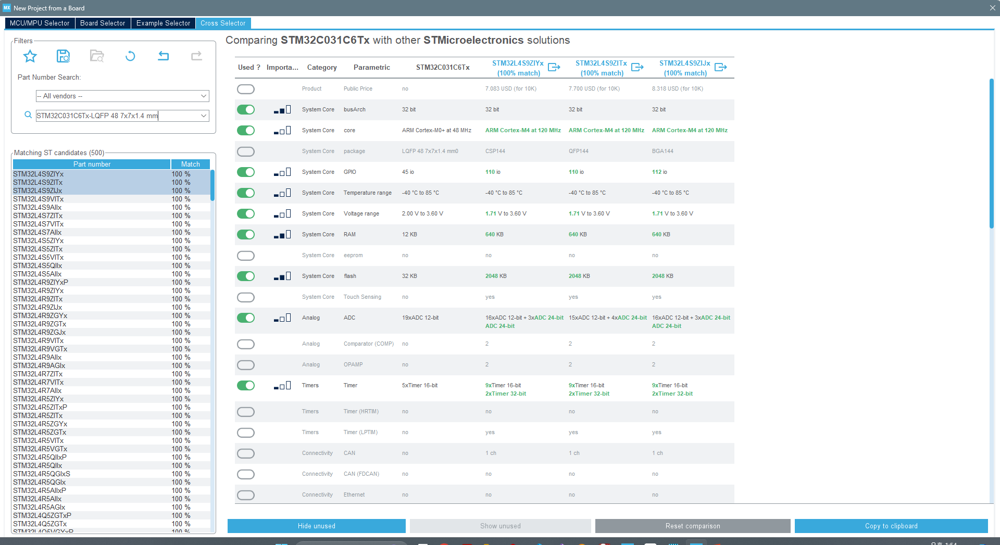 MX New Project from a Board
MCU/MPU Selector Board Selector Example Selector Cross Selector
Filters
Part Number Search:
-- All vendors --
STM32C031C6Tx-LQFP 48 7x7x1.4 mm
Matching ST candidates (500)
Part number Match
STM32L4S9ZIYx 100 %
STM32L4S9ZITx 100 %
STM32L4S9ZIJx 100 %
STM32L4S9VITx 100 %
STM32L4S9AIIx 100 %
STM32L4S7ZITx 100 %
STM32L4S7VITx 100 %
STM32L4S7AIIx 100 %
STM32L4S5ZIYx 100 %
STM32L4S5ZITx 100 %
STM32L4S5VITx 100 %
STM32L4S5QIIx 100 %
STM32L4S5AIIx 100 %
STM32L4R9ZIYxP 100 %
STM32L4R9ZIYx 100 %
STM32L4R9ZITx 100 %
STM32L4R9ZIJx 100 %
STM32L4R9ZGYx 100 %
STM32L4R9ZGTx 100 %
STM32L4R9ZGJx 100 %
STM32L4R9VITx 100 %
STM32L4R9VGTx 100 %
STM32L4R9AIIx 100 %
STM32L4R9AGIx 100 %
STM32L4R7ZITx 100 %
STM32L4R7VITx 100 %
STM32L4R7AIIx 100 %
STM32L4R5ZIYx 100 %
STM32L4R5ZITxP 100 %
STM32L4R5ZITx 100 %
STM32L4R5ZGYx 100 %
STM32L4R5ZGTx 100 %
STM32L4R5VITx 100 %
STM32L4R5VGTx 100 %
STM32L4R5QIIxP 100 %
STM32L4R5QIIx 100 %
STM32L4R5QGIxS 100 %
STM32L4R5QGIx 100 %
STM32L4R5AIIxP 100 %
STM32L4R5AIIx 100 %
STM32L4R5AGIx 100 %
STM32L4Q5ZGTxP 100 %
STM32L4Q5ZGTx 100 %
STM32L4Q5VGYxP 100 %
Comparing STM32C031C6Tx with other STMicroelectronics solutions
Used ? Importa... Category Parametric STM32C031C6Tx STM32L4S9ZIYx STM32L4S9ZITx STM32L4S9ZIJx
(100% match) (100% match) (100% match)
Product Public Price no 7.083 USD (for 10K) 7.700 USD (for 10K) 8.318 USD (for 10K)
System Core busArch 32 bit 32 bit 32 bit 32 bit
System Core core ARM Cortex-M0+ at 48 MHz ARM Cortex-M4 at 120 MHz ARM Cortex-M4 at 120 MHz ARM Cortex-M4 at 120 MHz
System Core package LQFP 48 7x7x1.4 mm0 CSP144 QFP144 BGA144
System Core GPIO 45 io 110 io 110 io 112 io
System Core Temperature range -40 °C to 85 °C -40 °C to 85 °C -40 °C to 85 °C -40 °C to 85 °C
System Core Voltage range 2.00 V to 3.60 V 1.71 V to 3.60 V 1.71 V to 3.60 V 1.71 V to 3.60 V
System Core RAM 12 KB 640 KB 640 KB 640 KB
System Core eeprom no no no no
System Core flash 32 KB 2048 KB 2048 KB 2048 KB
System Core Touch Sensing no yes yes yes
Analog ADC 19xADC 12-bit 16xADC 12-bit + 3xADC 24-bit 15xADC 12-bit + 4xADC 24-bit 16xADC 12-bit + 3xADC 24-bit
ADC 24-bit ADC 24-bit
Analog Comparator (COMP) no 2 2 2
Analog OPAMP no 2 2 2
Timers Timer 5xTimer 16-bit 9xTimer 16-bit 9xTimer 16-bit 9xTimer 16-bit
2xTimer 32-bit 2xTimer 32-bit 2xTimer 32-bit
Timers Timer (HRTIM) no no no no
Timers Timer (LPTIM) no yes yes yes
Connectivity CAN no 1 ch 1 ch 1 ch
Connectivity CAN (FDCAN) no no no no
Connectivity Ethernet no no no no
Hide unused Show unused Reset comparison Copy to clipboard